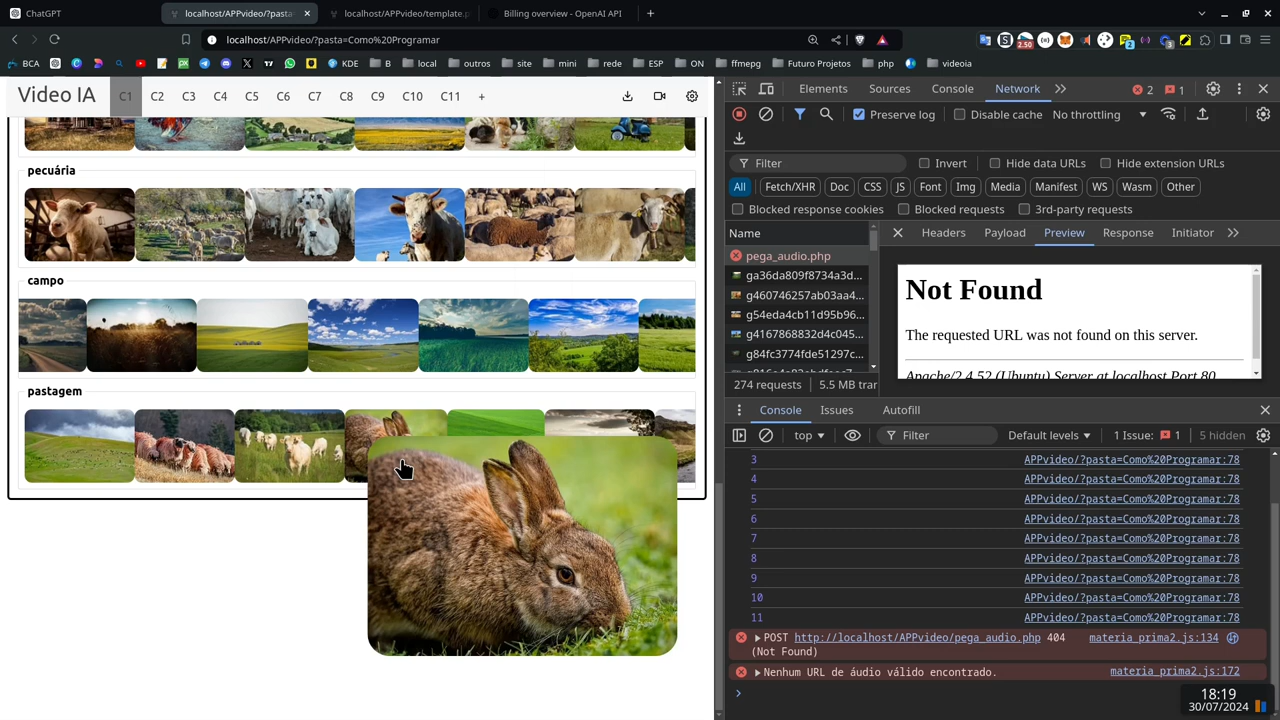 ChatGPT
localhost/APPvideo/?pasta=
localhost/APPvideo/template.p
Billing overview - OpenAI API
localhost/APPvideo/?pasta=Como%20Programar
2.50
2
3
BCA
KDE
B
local
outros
site
mini
rede
ESP
ON
ffmepg
Futuro Projetos
php
videoia
Video IA
C1
C2
C3
C4
C5
C6
C7
C8
C9
C10
C11
+
pecuária
campo
pastagem
Elements
Sources
Console
Network
2
1
Preserve log
Disable cache
No throttling
Filter
Invert
Hide data URLs
Hide extension URLs
All
Fetch/XHR
Doc
CSS
JS
Font
Img
Media
Manifest
WS
Wasm
Other
Blocked response cookies
Blocked requests
3rd-party requests
Name
Headers
Payload
Preview
Response
Initiator
pega_audio.php
ga36da809f8734a3d...
g460746257ab03aa4...
g54eda4cb11d95b96...
g4167868832d4c045...
g84fc3774fde51297c...
274 requests
5.5 MB tran
Not Found
The requested URL was not found on this server.
Apache/2.4.52 (Ubuntu) Server at localhost Port 80
Console
Issues
Autofill
top
Filter
Default levels
1 Issue:
1
5 hidden
3 APPvideo/?pasta=Como%20Programar:78
4 APPvideo/?pasta=Como%20Programar:78
5 APPvideo/?pasta=Como%20Programar:78
6 APPvideo/?pasta=Como%20Programar:78
7 APPvideo/?pasta=Como%20Programar:78
8 APPvideo/?pasta=Como%20Programar:78
9 APPvideo/?pasta=Como%20Programar:78
10 APPvideo/?pasta=Como%20Programar:78
11 APPvideo/?pasta=Como%20Programar:78
POST http://localhost/APPvideo/pega_audio.php 404 materia_prima2.js:134
(Not Found)
Nenhum URL de áudio válido encontrado. materia_prima2.js:172
18:19
30/07/2024